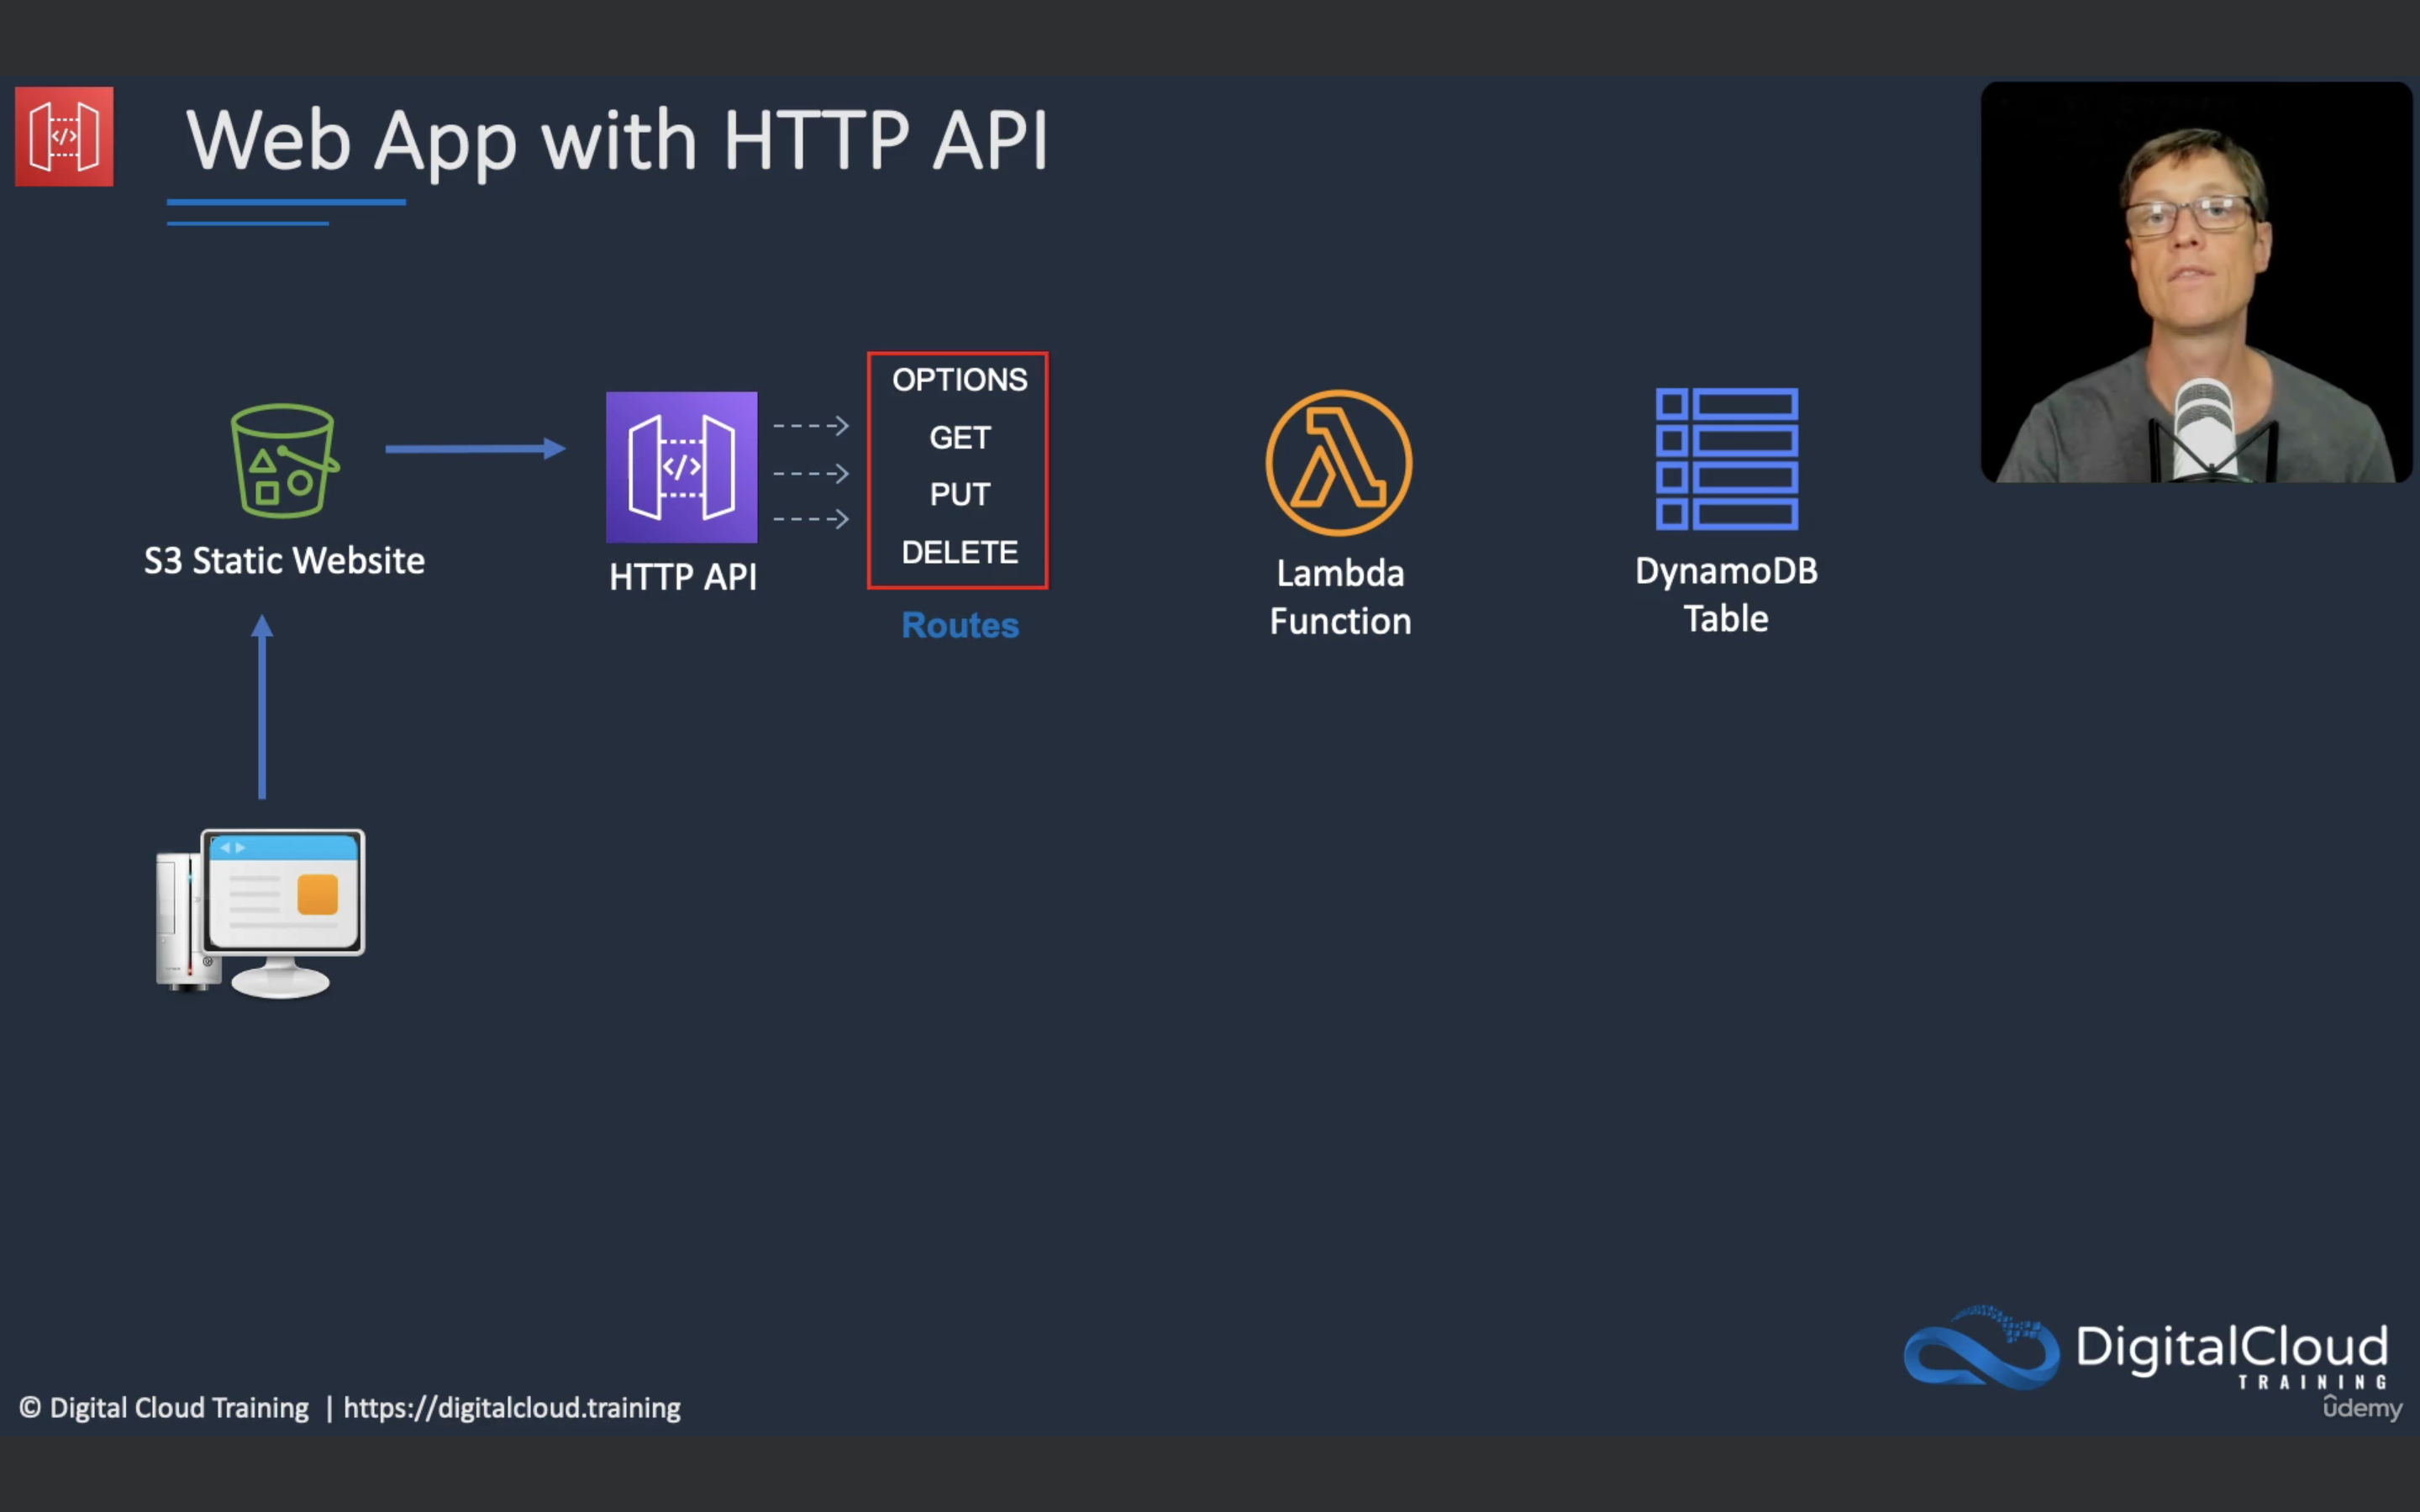 Web App with HTTP API
OPTIONS
GET
PUT
DELETE
Routes
S3 Static Website
HTTP API
Lambda
Function
DynamoDB
Table
© Digital Cloud Training | https://digitalcloud.training
DigitalCloud
TRAINING
ûdemy